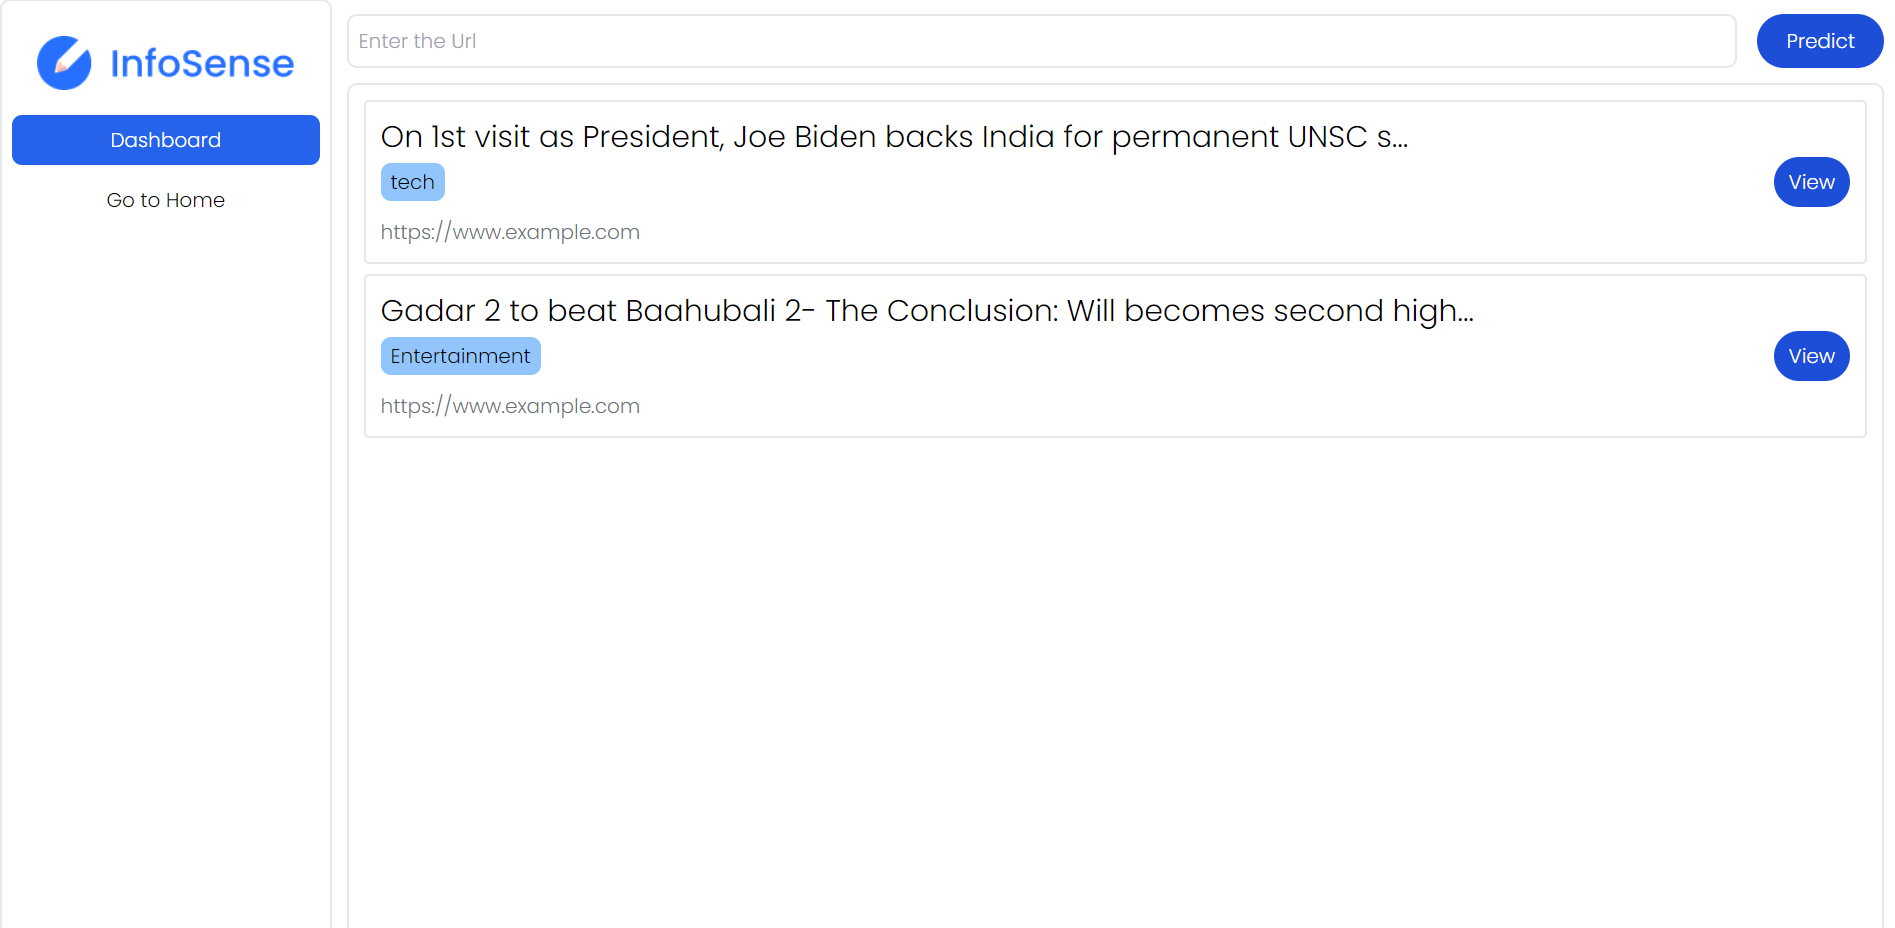 InfoSense
Dashboard
Go to Home
Enter the Url
Predict
On 1st visit as President, Joe Biden backs India for permanent UNSC s...
tech
https://www.example.com
View
Gadar 2 to beat Baahubali 2- The Conclusion: Will becomes second high...
Entertainment
https://www.example.com
View